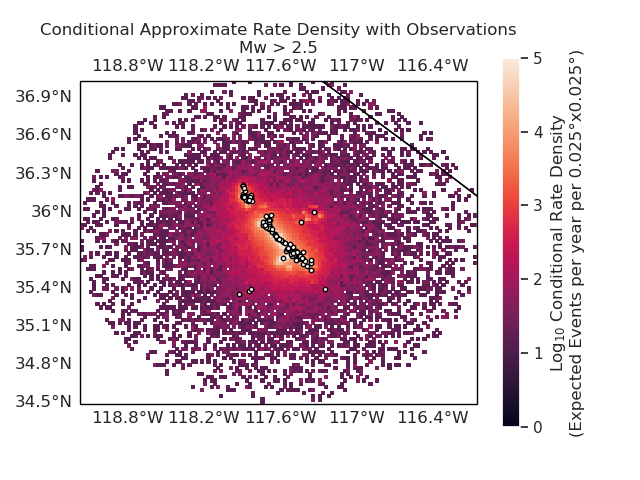 Conditional Approximate Rate Density with Observations
Mw > 2.5
118.8°W 118.2°W 117.6°W 117°W 116.4°W
36.9°N
36.6°N
36.3°N
36°N
35.7°N
35.4°N
35.1°N
34.8°N
34.5°N
118.8°W 118.2°W 117.6°W 117°W 116.4°W
5
4
3
2
1
0
Log₁₀ Conditional Rate Density
(Expected Events per year per 0.025°x0.025°)